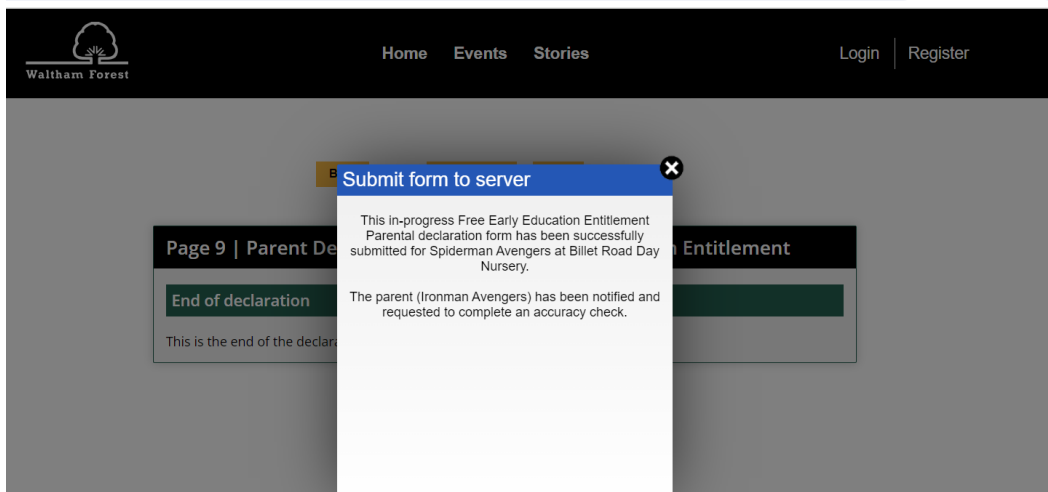 Waltham Forest
Home Events Stories
Login Register
Submit form to server
This in-progress Free Early Education Entitlement
Parental declaration form has been successfully
submitted for Spiderman Avengers at Billet Road Day
Nursery.
The parent (Ironman Avengers) has been notified and
requested to complete an accuracy check.
Page 9 | Parent De
Entitlement
End of declaration
This is the end of the declar